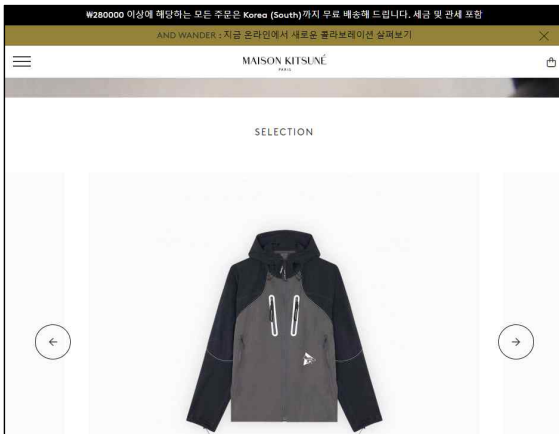 ₩280000 이상에 해당하는 모든 주문은 Korea (South)까지 무료 배송해 드립니다. 세금 및 관세 포함
AND WANDER : 지금 온라인에서 새로운 콜라보레이션 살펴보기
MAISON KITSUNÉ
PARIS
SELECTION